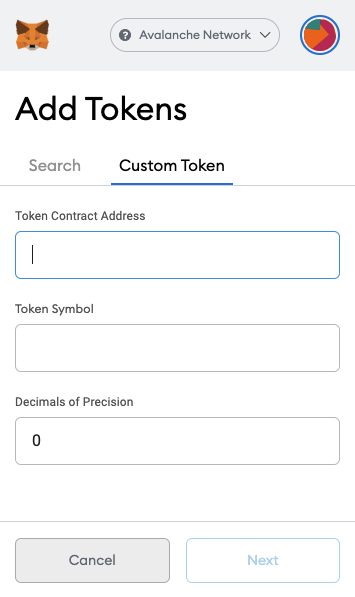 ? Avalanche Network
Add Tokens
Search Custom Token
Token Contract Address
Token Symbol
Decimals of Precision
0
Cancel Next